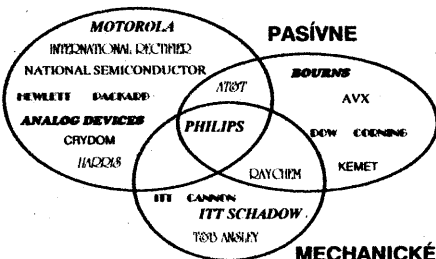 MOTOROLA
INTERNATIONAL RECTIFIER
NATIONAL SEMICONDUCTOR
HEWLETT PACKARD
ANALOG DEVICES
CRYDOM
HARRIS
AT&T
PHILIPS
PASÍVNE
BOURNS
AVX
DOW CORNING
KEMET
RAYCHEM
ITT CANNON
ITT SCHADOW
T&B ANSLEY
MECHANICKÉ